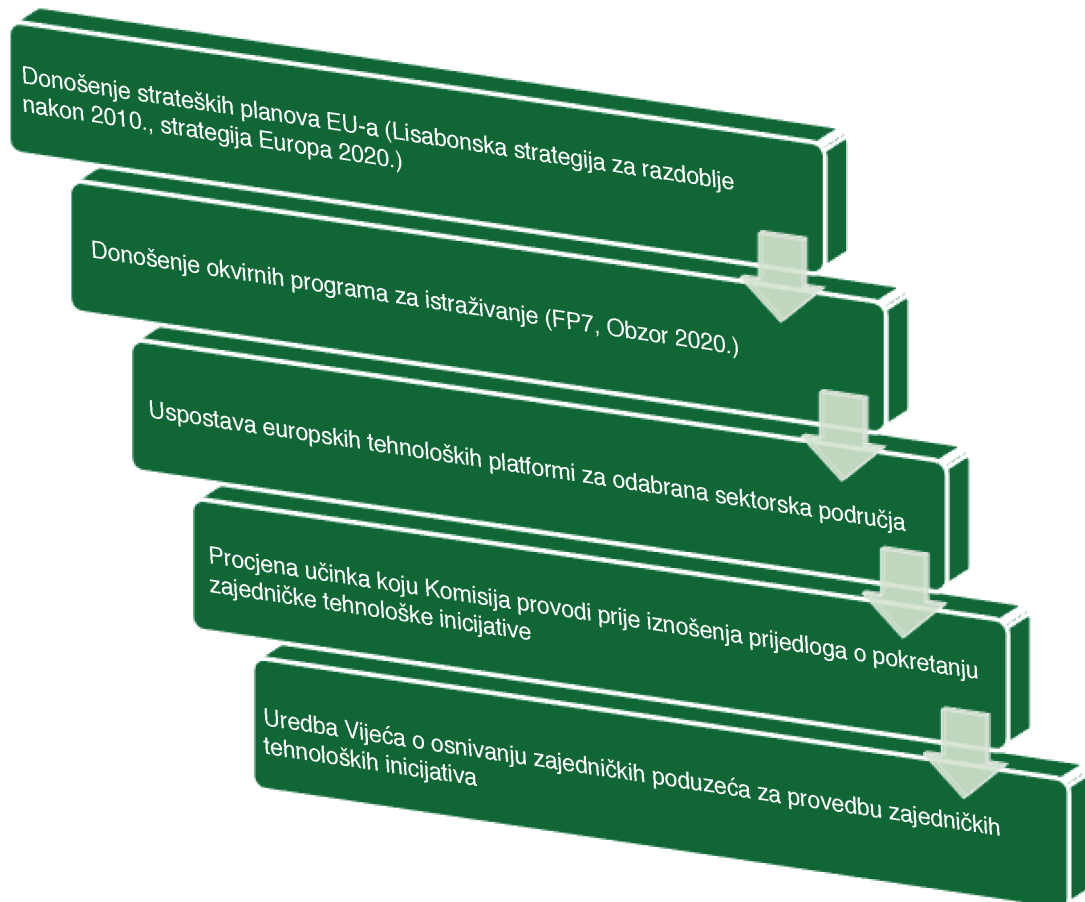 Donošenje strateških planova EU-a (Lisabonska strategija za razdoblje
nakon 2010., strategija Europa 2020.)
Donošenje okvirnih programa za istraživanje (FP7, Obzor 2020.)
Uspostava europskih tehnoloških platformi za odabrana sektorska područja
Procjena učinka koju Komisija provodi prije iznošenja prijedloga o pokretanju
zajedničke tehnološke inicijative
Uredba Vijeća o osnivanju zajedničkih poduzeća za provedbu zajedničkih
tehnoloških inicijativa